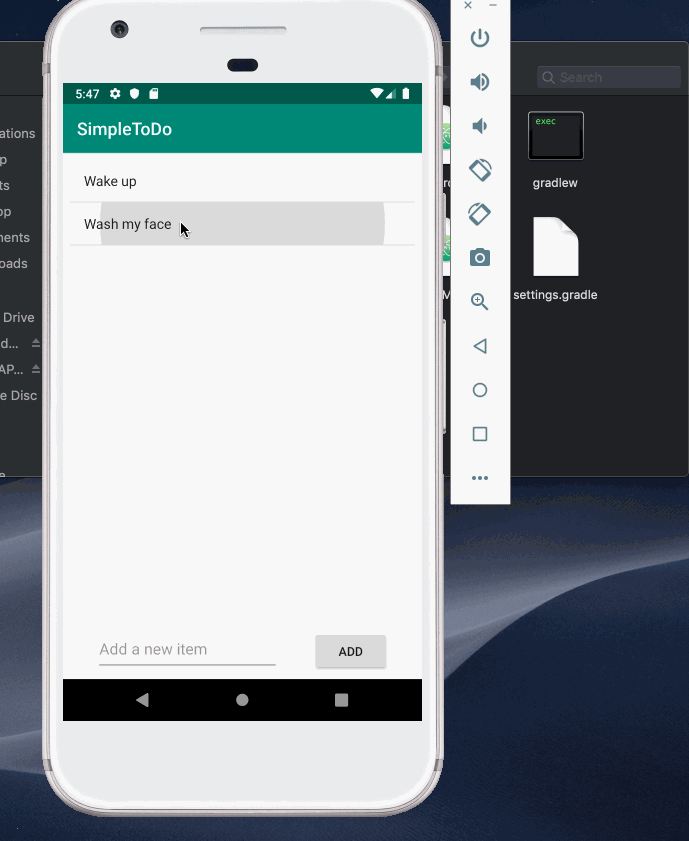 5:47
SimpleToDo
Wake up
Wash my face
Add a new item
ADD
Search
exec
gradlew
settings.gradle
ations
p
ts
op
ments
oads
Drive
d...
AP...
e Disc